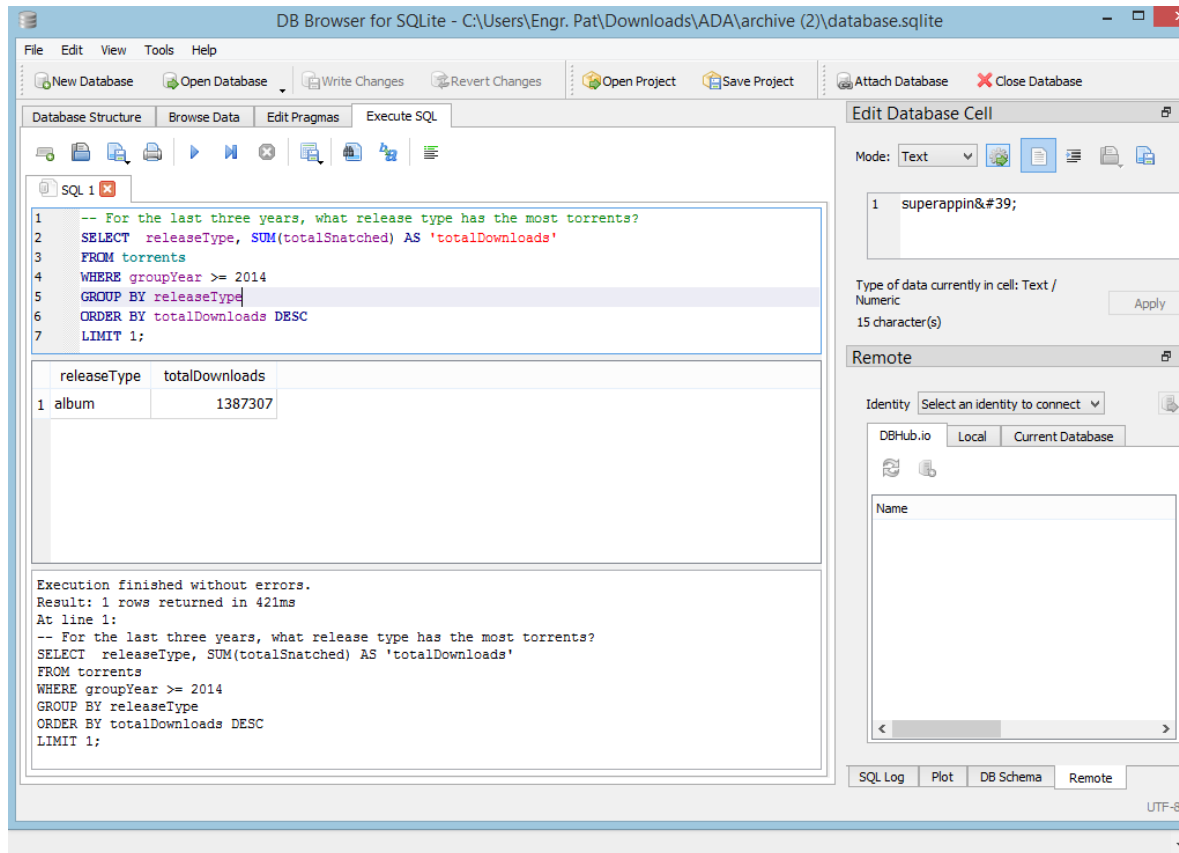 DB Browser for SQLite - C:\Users\Engr. Pat\Downloads\ADA\archive (2)\database.sqlite
File Edit View Tools Help
New Database Open Database Write Changes Revert Changes Open Project Save Project Attach Database Close Database
Database Structure Browse Data Edit Pragmas Execute SQL
SQL 1
1 -- For the last three years, what release type has the most torrents?
2 SELECT releaseType, SUM(totalSnatched) AS 'totalDownloads'
3 FROM torrents
4 WHERE groupYear >= 2014
5 GROUP BY releaseType
6 ORDER BY totalDownloads DESC
7 LIMIT 1;
releaseType totalDownloads
1 album 1387307
Execution finished without errors.
Result: 1 rows returned in 421ms
At line 1:
-- For the last three years, what release type has the most torrents?
SELECT releaseType, SUM(totalSnatched) AS 'totalDownloads'
FROM torrents
WHERE groupYear >= 2014
GROUP BY releaseType
ORDER BY totalDownloads DESC
LIMIT 1;
Edit Database Cell
Mode: Text
1 superappin&#39;
Type of data currently in cell: Text /
Numeric
Apply
15 character(s)
Remote
Identity Select an identity to connect
DBHub.io Local Current Database
Name
SQL Log Plot DB Schema Remote
UTF-8